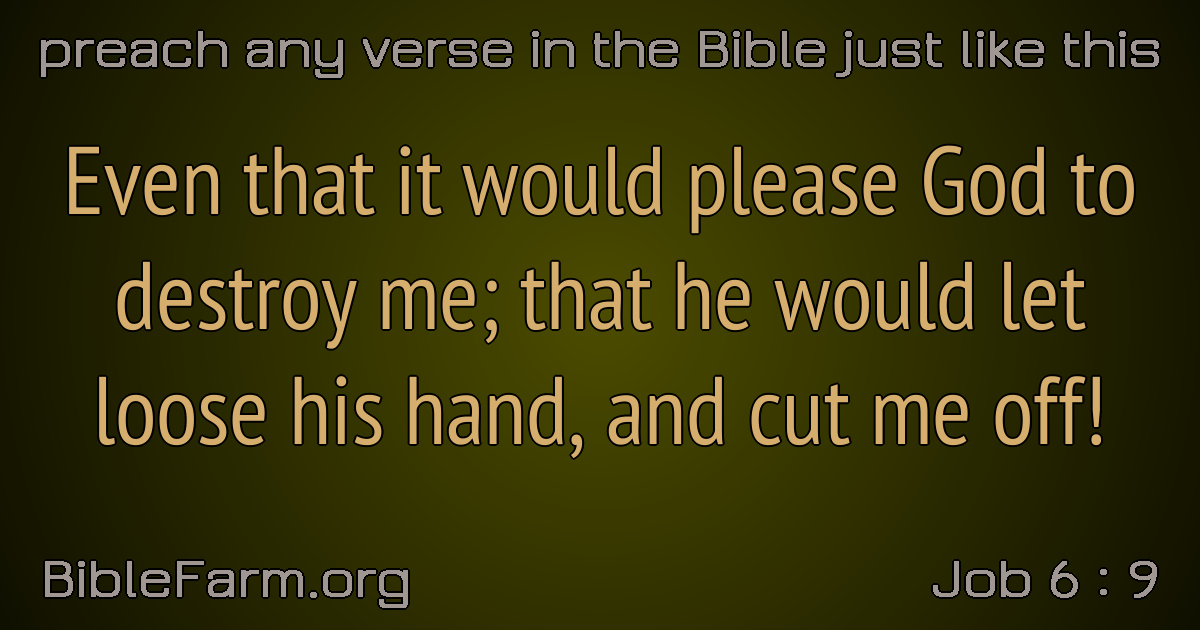 preach any verse in the Bible just like this
Even that it would please God to
destroy me; that he would let
loose his hand, and cut me off!
BibleFarm.org
Job 6 : 9